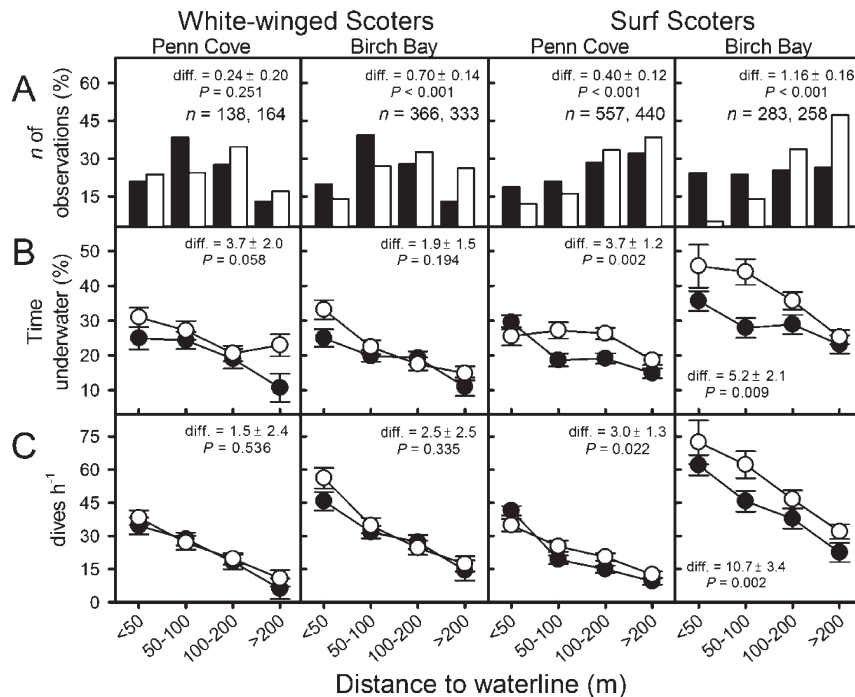 White-winged Scoters Surf Scoters
Penn Cove Birch Bay Penn Cove Birch Bay
A
n of
observations (%)
60
45
30
15
diff. = 0.24 ± 0.20
P = 0.251
n = 138, 164
diff. = 0.70 ± 0.14
P < 0.001
n = 366, 333
diff. = 0.40 ± 0.12
P < 0.001
n = 557, 440
diff. = 1.16 ± 0.16
P < 0.001
n = 283, 258
B
Time
underwater (%)
50
40
30
20
10
diff. = 3.7 ± 2.0
P = 0.058
diff. = 1.9 ± 1.5
P = 0.194
diff. = 3.7 ± 1.2
P = 0.002
diff. = 5.2 ± 2.1
P = 0.009
C
dives h⁻¹
75
60
45
30
15
0
diff. = 1.5 ± 2.4
P = 0.536
diff. = 2.5 ± 2.5
P = 0.335
diff. = 3.0 ± 1.3
P = 0.022
diff. = 10.7 ± 3.4
P = 0.002
<50 50-100 100-200 >200 <50 50-100 100-200 >200 <50 50-100 100-200 >200 <50 50-100 100-200 >200
Distance to waterline (m)